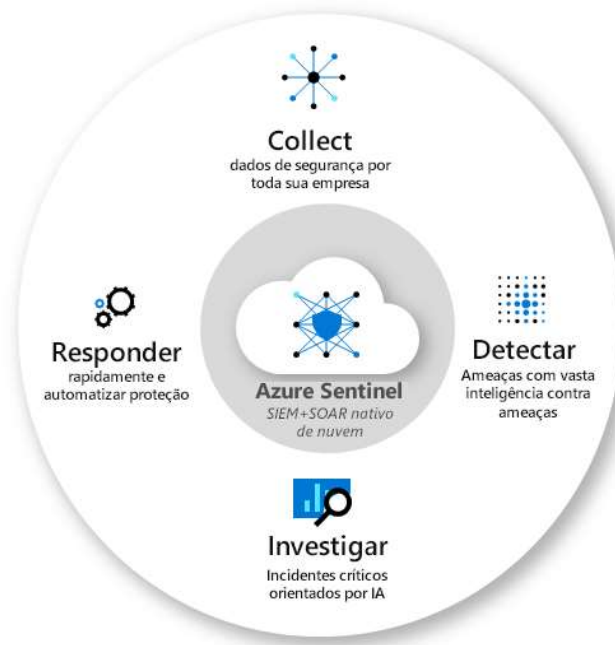 Collect
dados de segurança por
toda sua empresa
Responder
rapidamente e
automatizar proteção
Azure Sentinel
SIEM+SOAR nativo
de nuvem
Detectar
Ameaças com vasta
inteligência contra
ameaças
Investigar
Incidentes críticos
orientados por IA